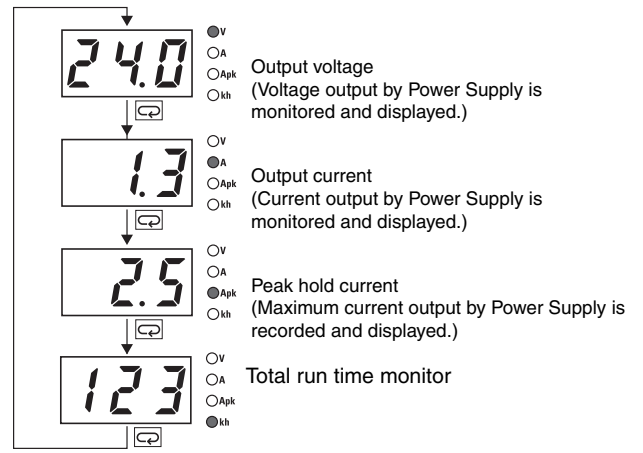 24.0
V
A
Apk
kh
Output voltage
(Voltage output by Power Supply is
monitored and displayed.)
1.3
V
A
Apk
kh
Output current
(Current output by Power Supply is
monitored and displayed.)
2.5
V
A
Apk
kh
Peak hold current
(Maximum current output by Power Supply is
recorded and displayed.)
123
V
A
Apk
kh
Total run time monitor